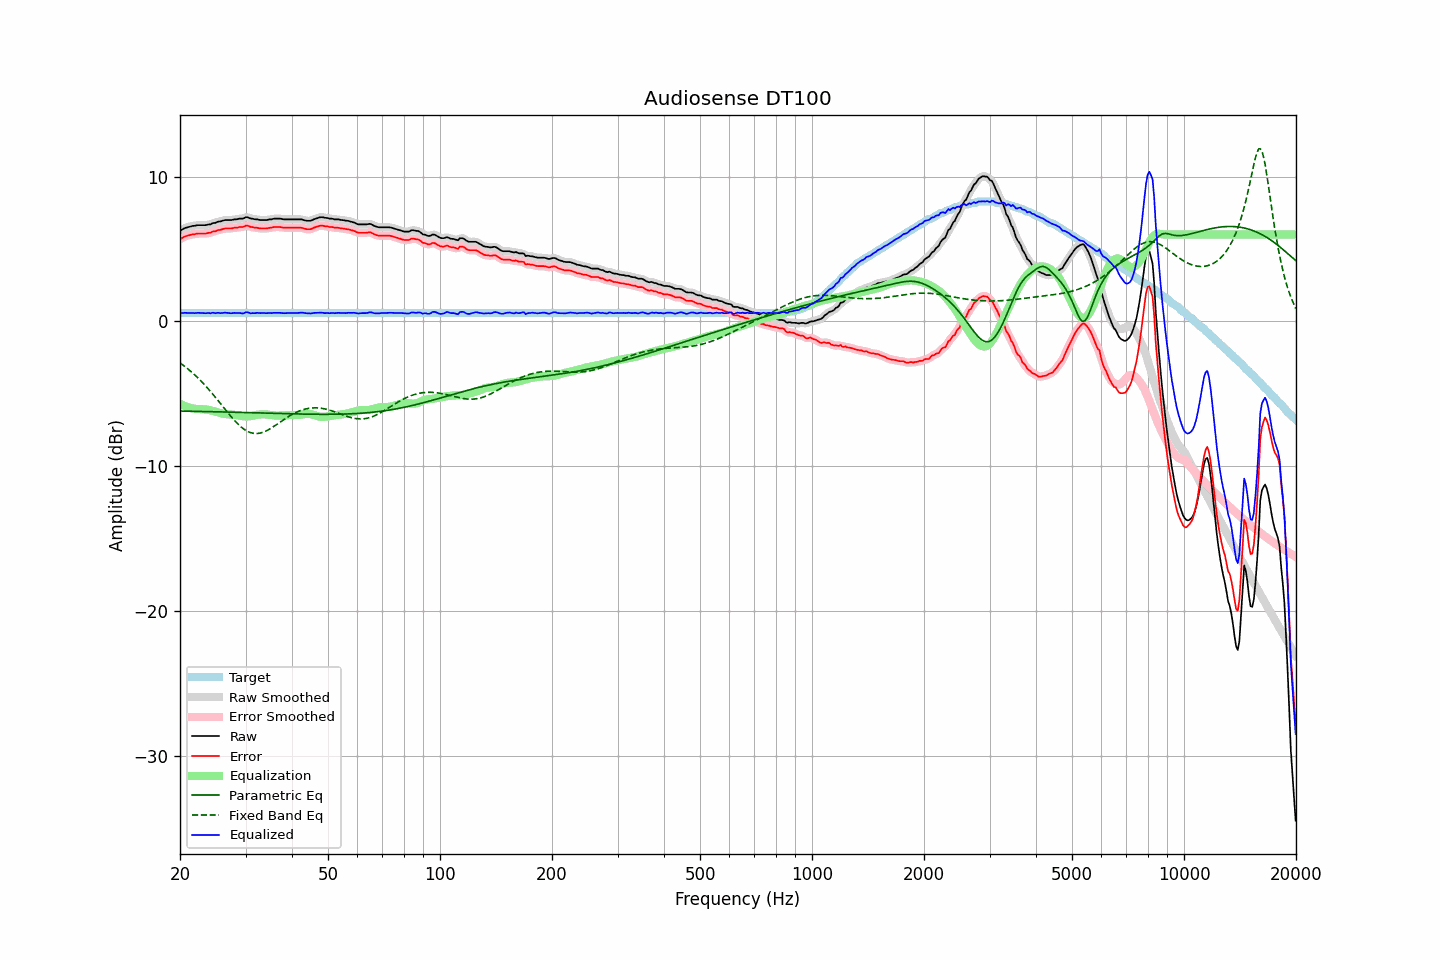 Audiosense DT100
Amplitude (dBr)
10
0
−10
−20
−30
Target
Raw Smoothed
Error Smoothed
Raw
Error
Equalization
Parametric Eq
Fixed Band Eq
Equalized
20 50 100 200 500 1000 2000 5000 10000 20000
Frequency (Hz)